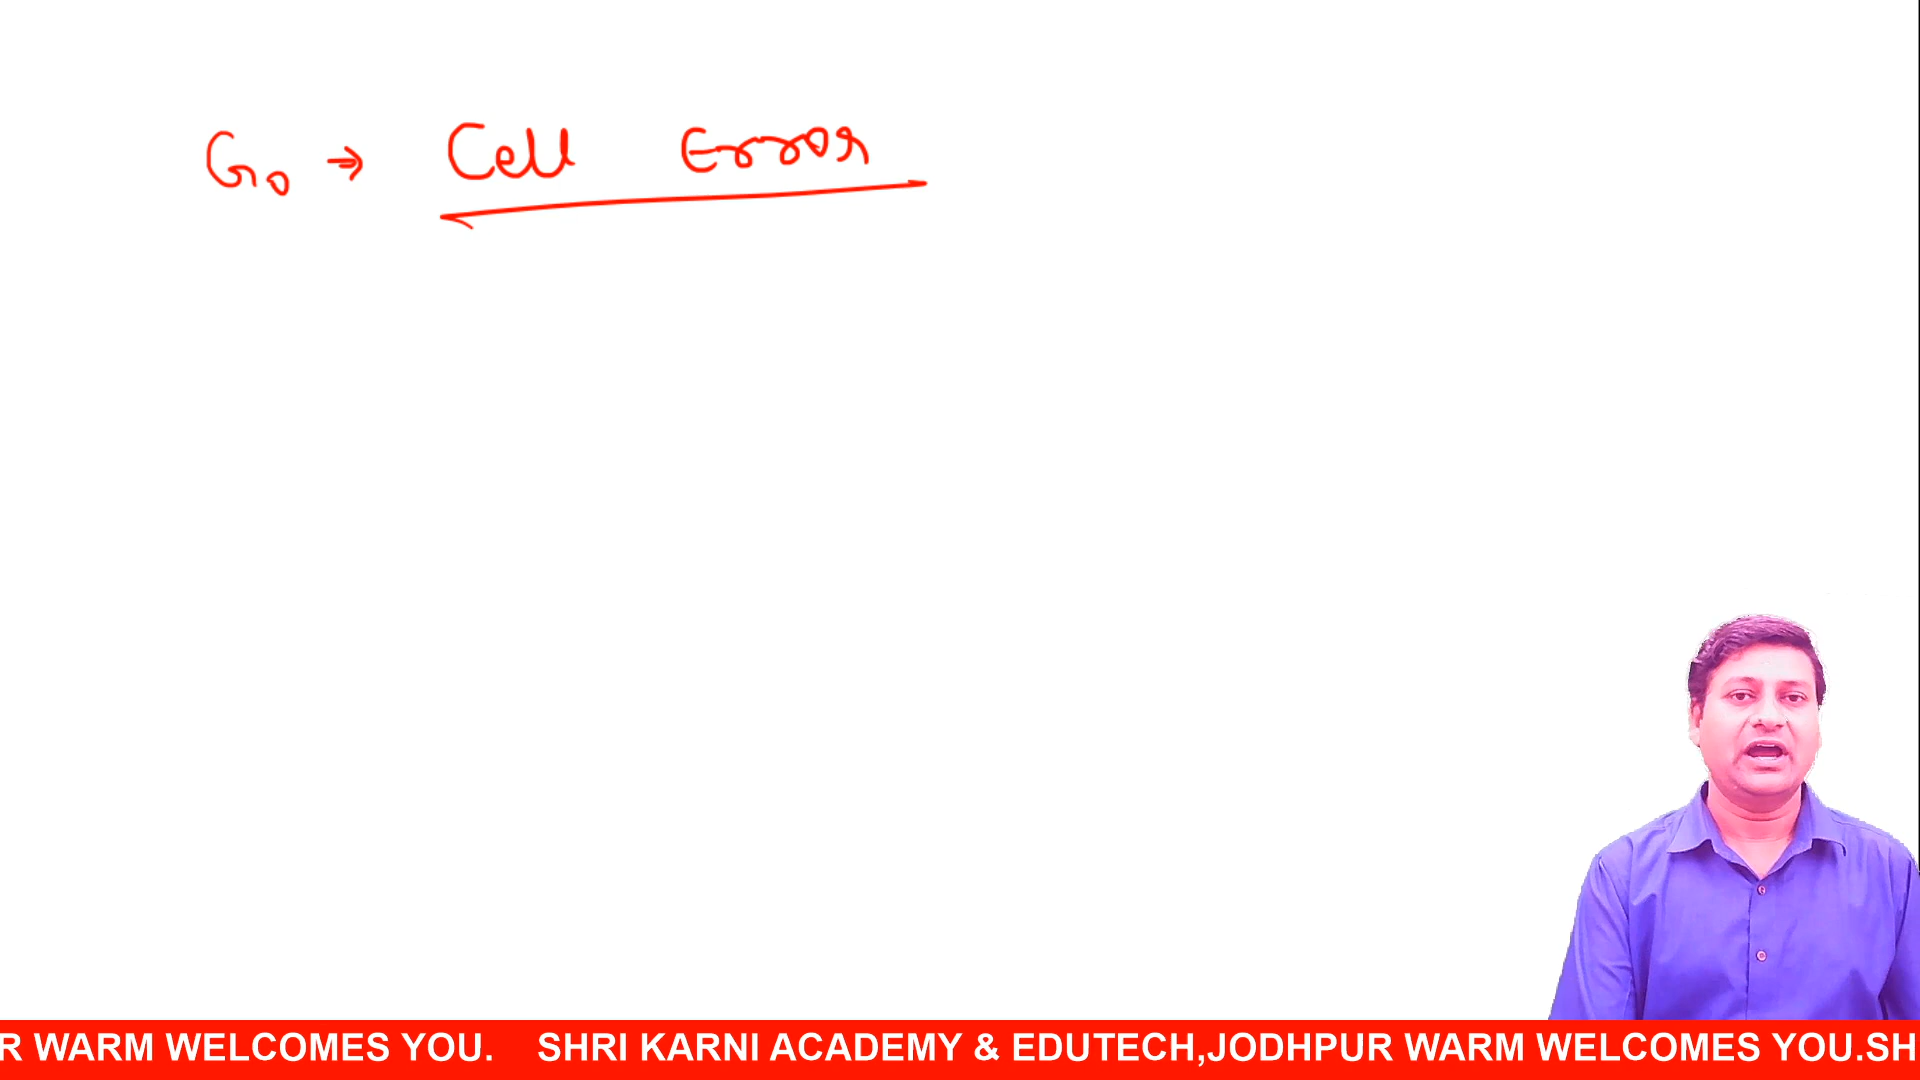 G0 → Cell Error
R WARM WELCOMES YOU. SHRI KARNI ACADEMY & EDUTECH,JODHPUR WARM WELCOMES YOU.SH